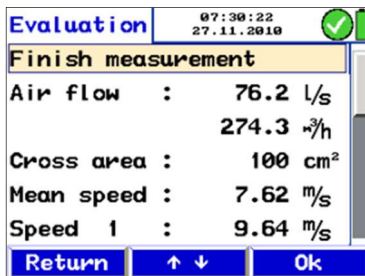 Evaluation
07:30:22
27.11.2010
Finish measurement
Air flow : 76.2 l/s
274.3 m³/h
Cross area : 100 cm²
Mean speed : 7.62 m/s
Speed 1 : 9.64 m/s
Return ↑ ↓ Ok